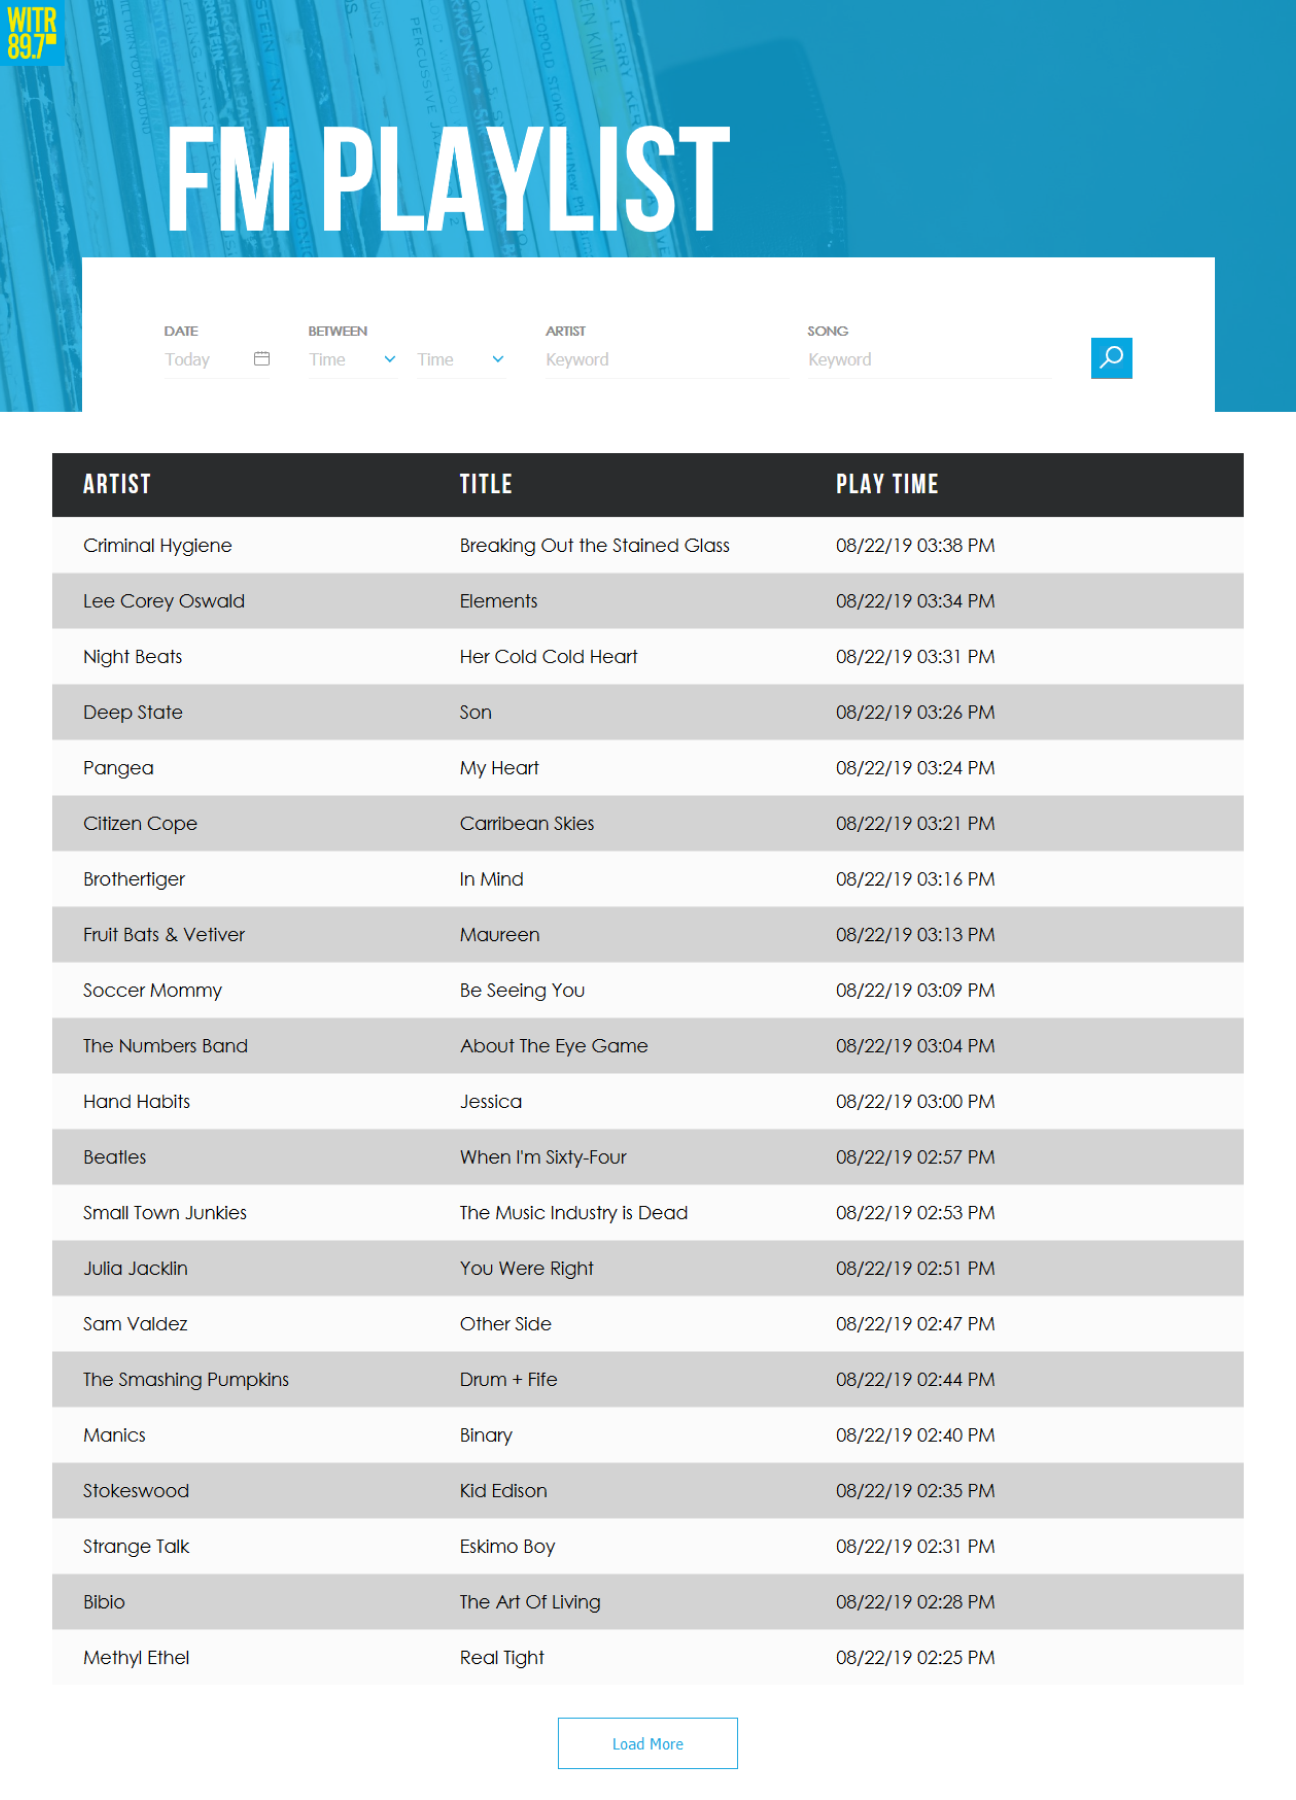 WITR
89.7
FM PLAYLIST
DATE BETWEEN ARTIST SONG
Today Time Time Keyword Keyword
ARTIST TITLE PLAY TIME
Criminal Hygiene Breaking Out the Stained Glass 08/22/19 03:38 PM
Lee Corey Oswald Elements 08/22/19 03:34 PM
Night Beats Her Cold Cold Heart 08/22/19 03:31 PM
Deep State Son 08/22/19 03:26 PM
Pangea My Heart 08/22/19 03:24 PM
Citizen Cope Carribean Skies 08/22/19 03:21 PM
Brothertiger In Mind 08/22/19 03:16 PM
Fruit Bats & Vetiver Maureen 08/22/19 03:13 PM
Soccer Mommy Be Seeing You 08/22/19 03:09 PM
The Numbers Band About The Eye Game 08/22/19 03:04 PM
Hand Habits Jessica 08/22/19 03:00 PM
Beatles When I'm Sixty-Four 08/22/19 02:57 PM
Small Town Junkies The Music Industry is Dead 08/22/19 02:53 PM
Julia Jacklin You Were Right 08/22/19 02:51 PM
Sam Valdez Other Side 08/22/19 02:47 PM
The Smashing Pumpkins Drum + Fife 08/22/19 02:44 PM
Manics Binary 08/22/19 02:40 PM
Stokeswood Kid Edison 08/22/19 02:35 PM
Strange Talk Eskimo Boy 08/22/19 02:31 PM
Bibio The Art Of Living 08/22/19 02:28 PM
Methyl Ethel Real Tight 08/22/19 02:25 PM
Load More